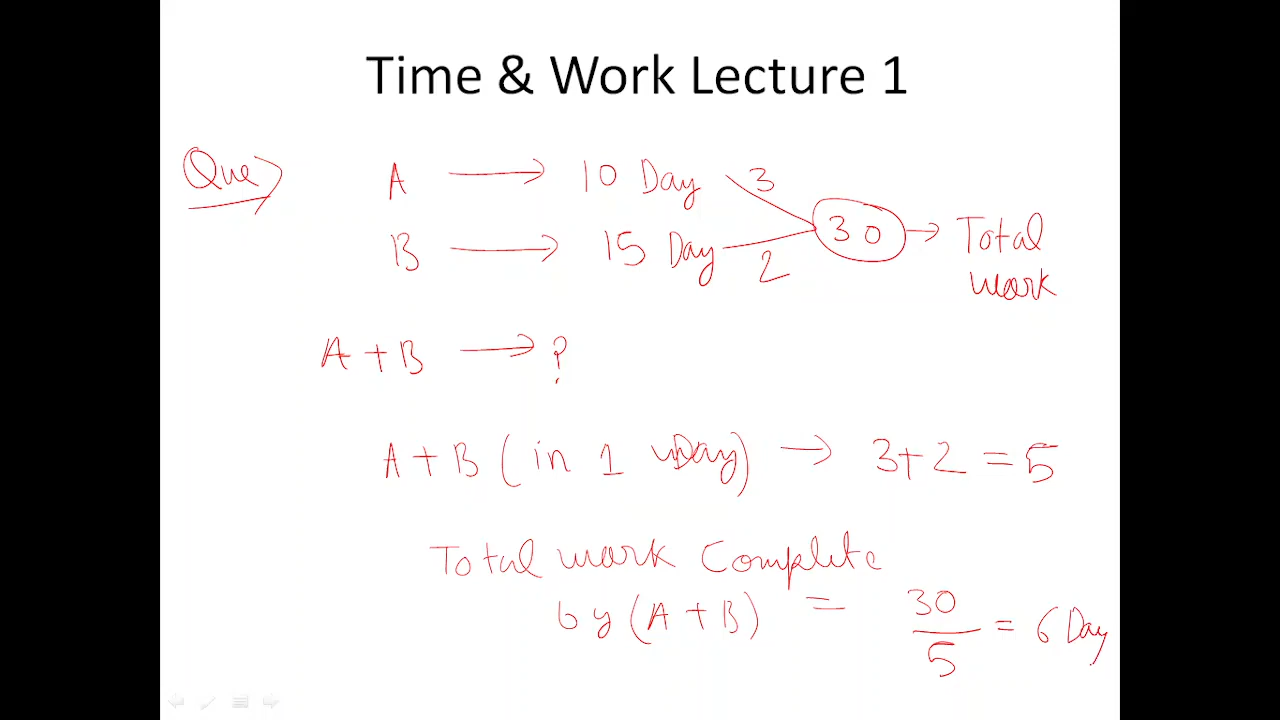 Time & Work Lecture 1
Que
A → 10 Day 3
30 → Total work
B → 15 Day 2
A + B → ?
A + B (in 1 Day) → 3+2 = 5
Total work Complete
by (A + B) = 30/5 = 6 Day